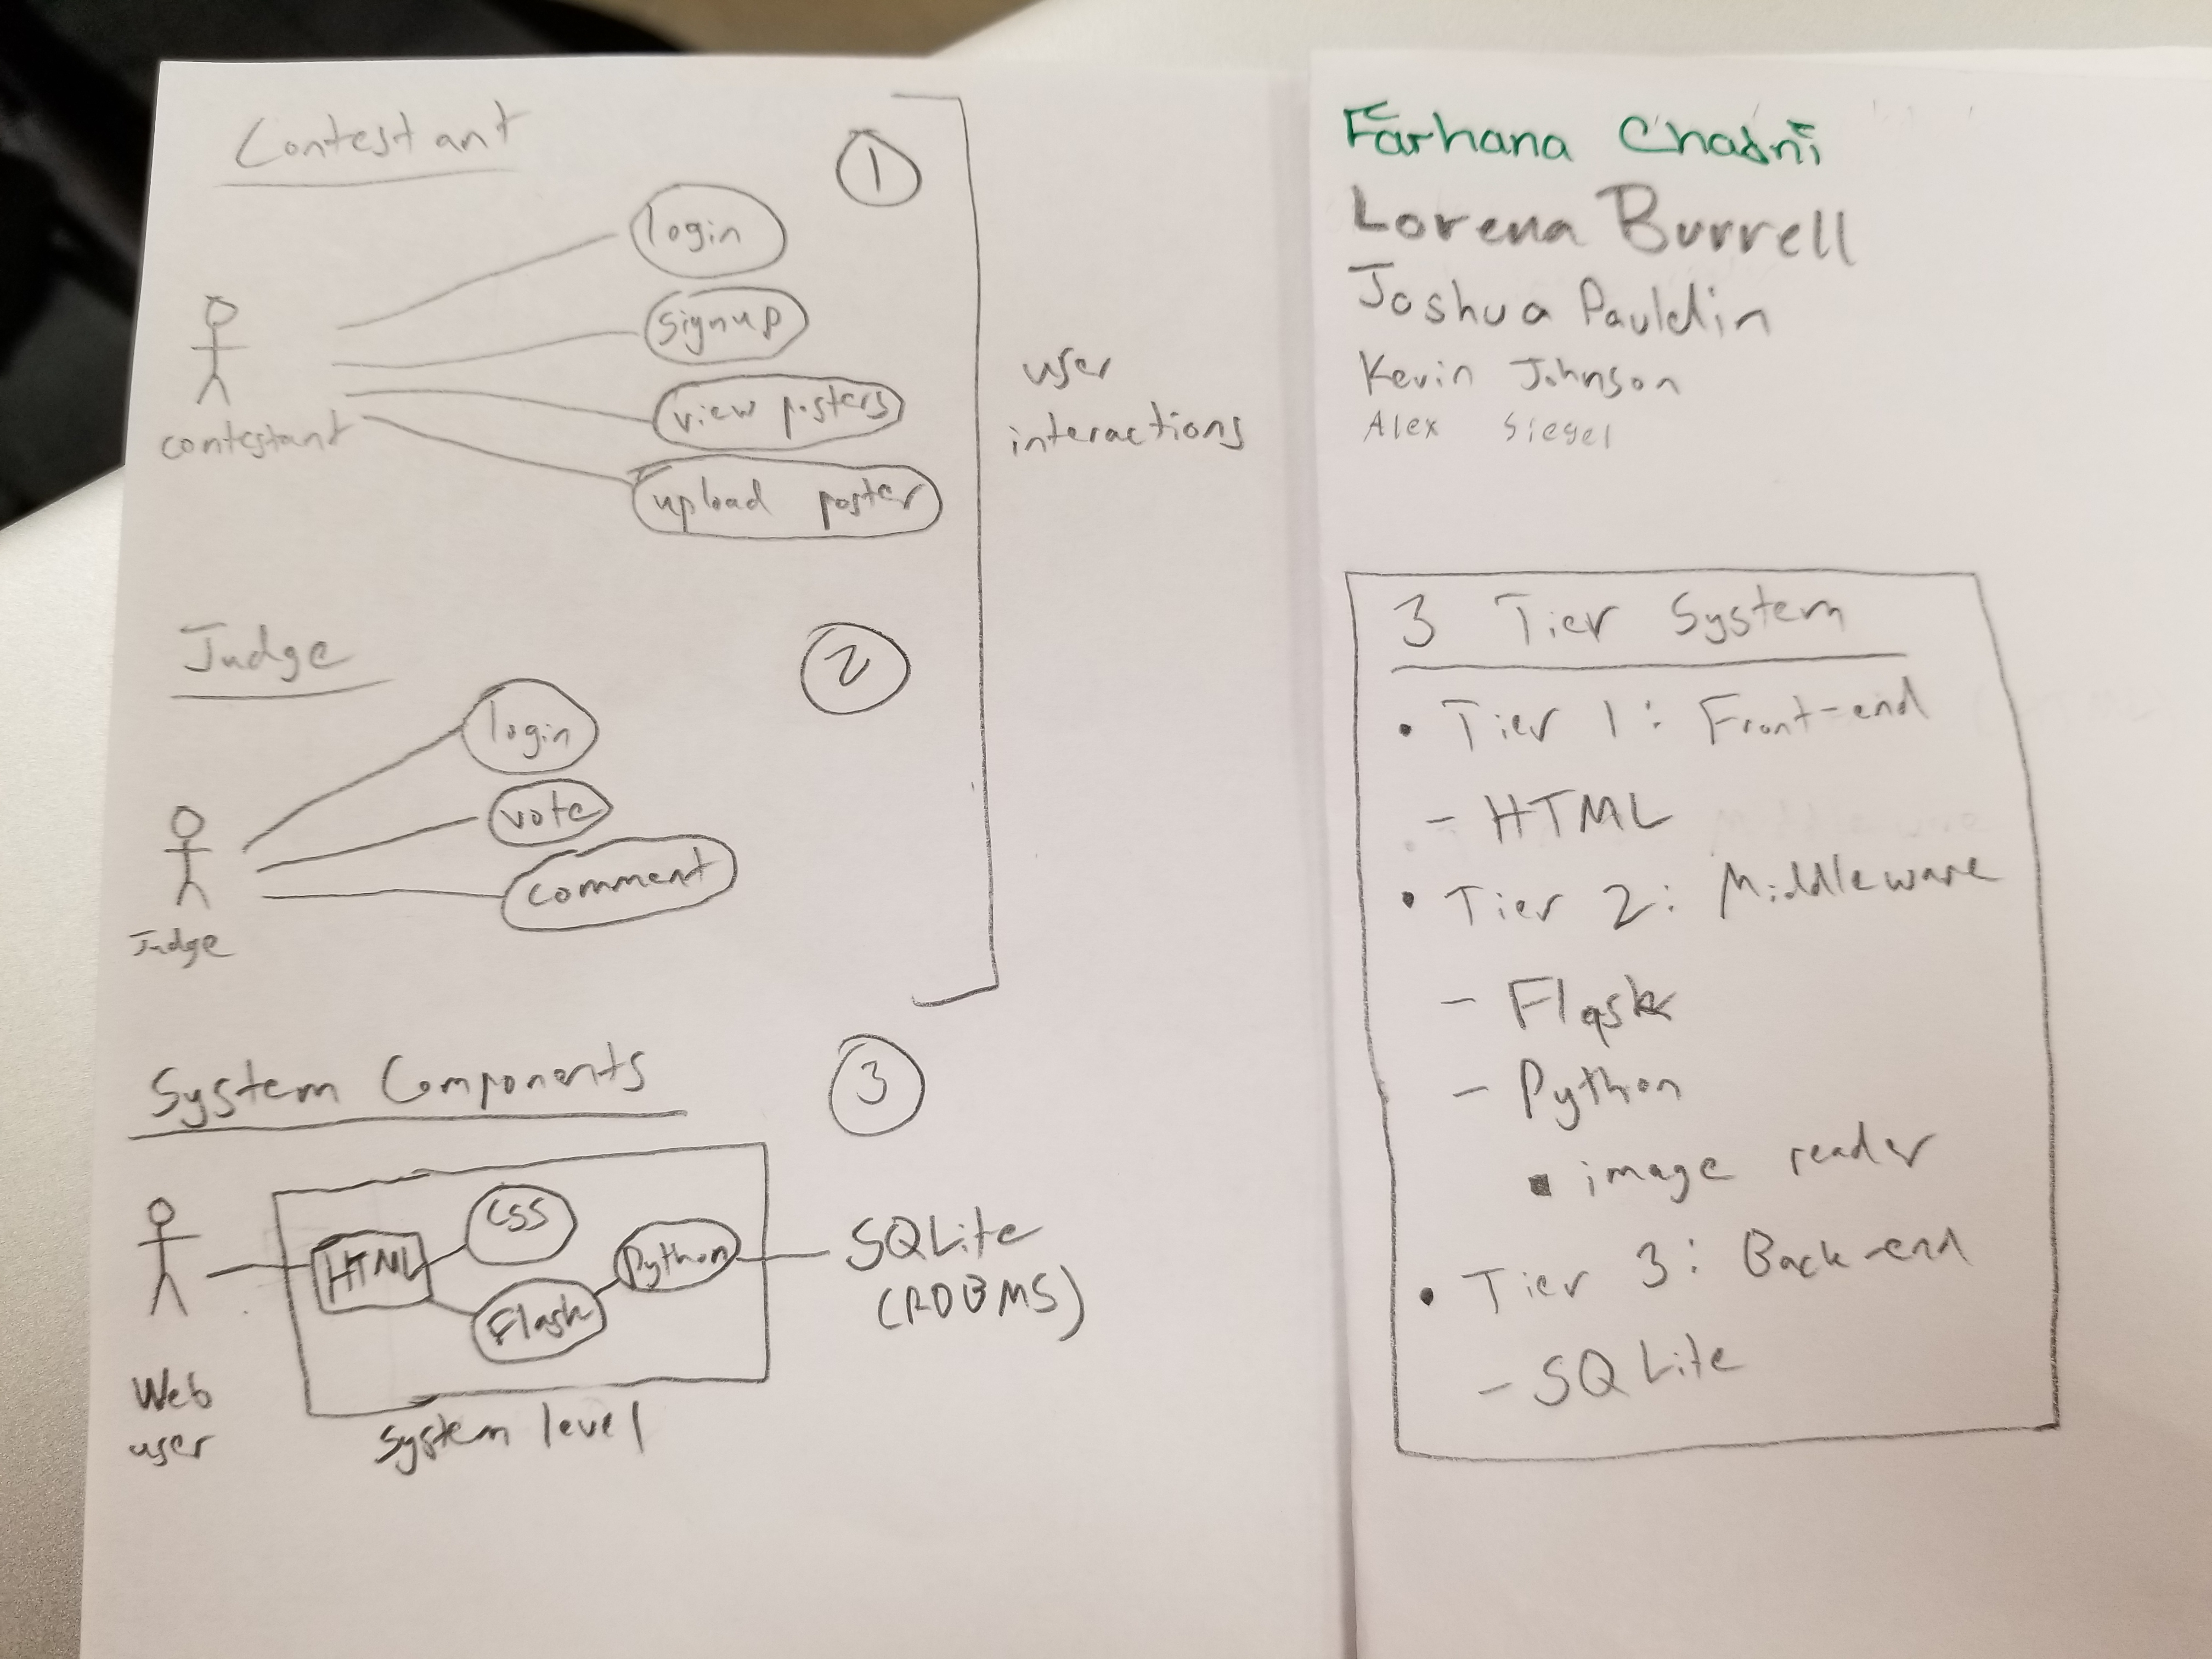 Contestant
1
login
signup
view posters
upload poster
contestant
user
interactions
Judge
2
login
vote
comment
Judge
System Components
3
HTML
CSS
Flask
Python
SQLite
(RDBMS)
Web
user
System level
Farhana Chadni
Lorena Burrell
Joshua Pauldin
Kevin Johnson
Alex Siegel
3 Tier System
• Tier 1: Front-end
- HTML
• Tier 2: Middleware
- Flask
- Python
▪ image reader
• Tier 3: Back-end
- SQLite